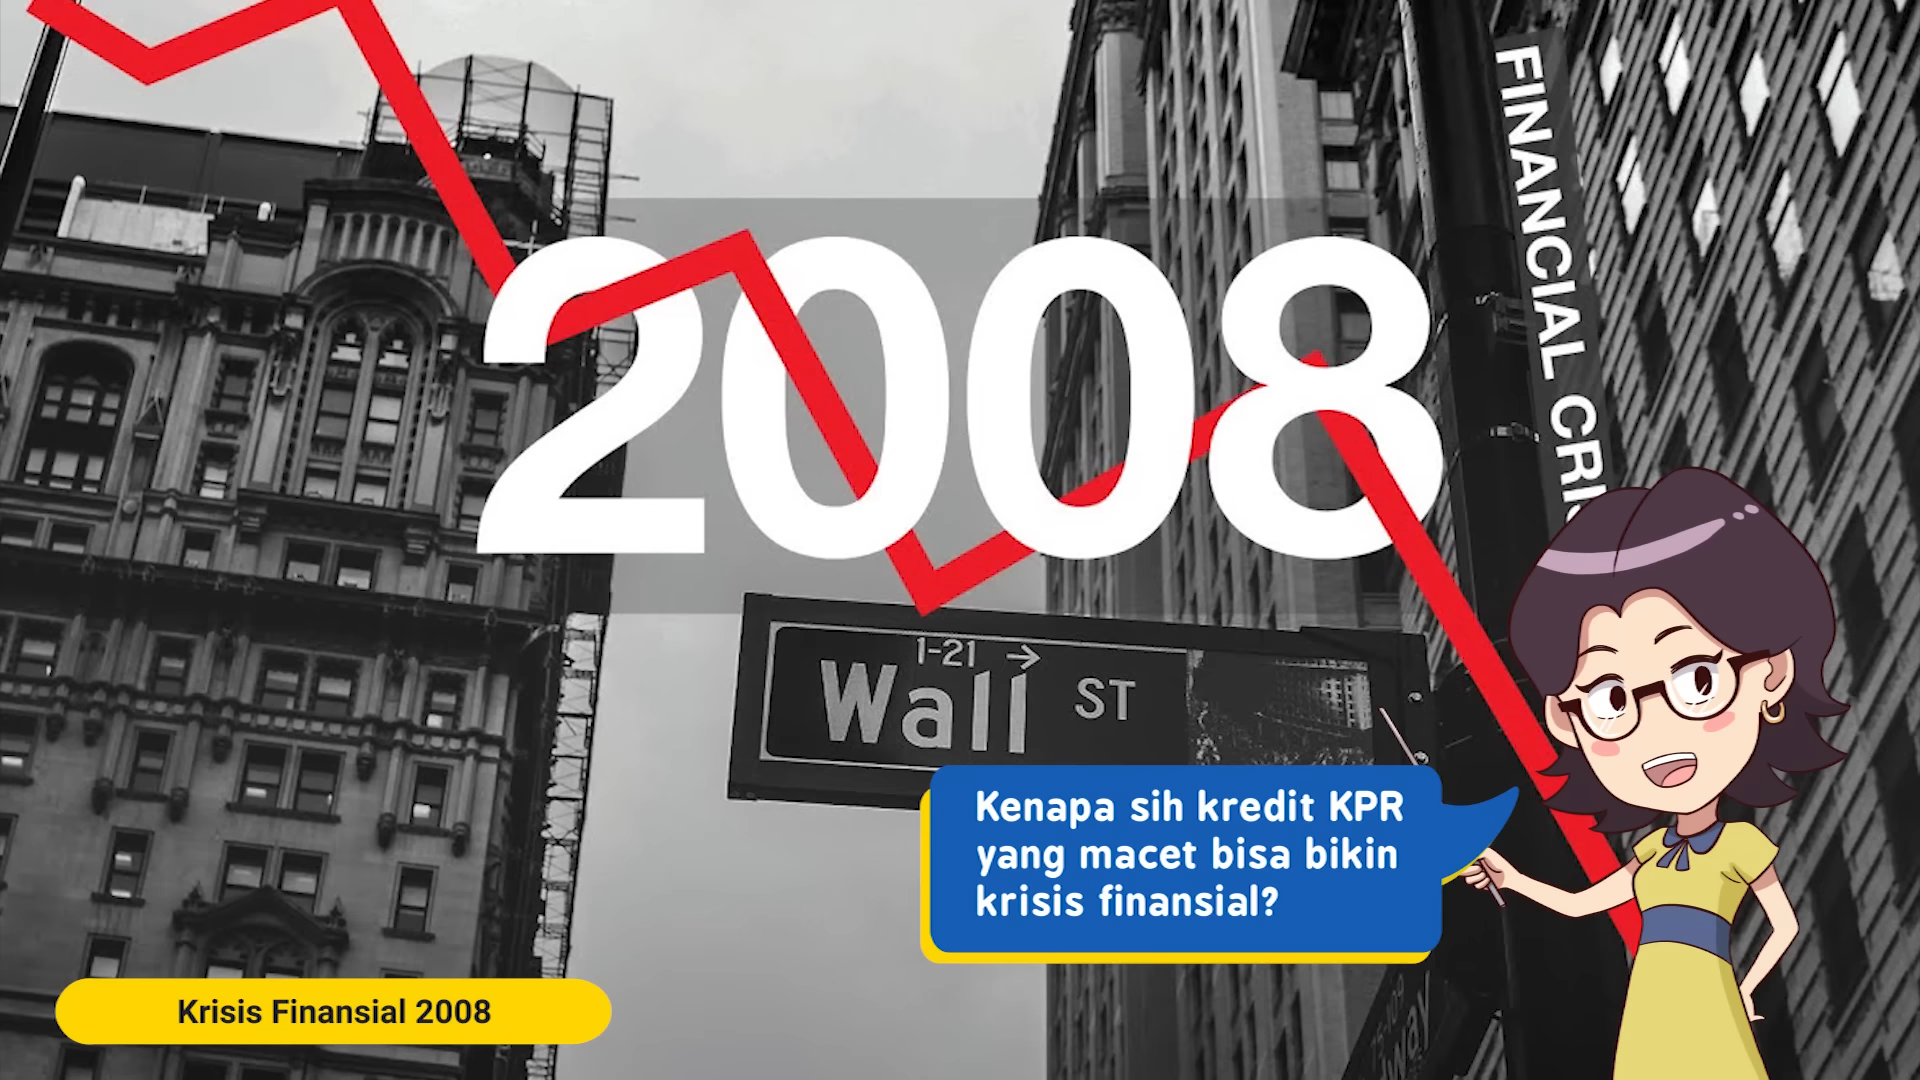 2008
FINANCIAL CRIS
1-21 →
Wall ST
Kenapa sih kredit KPR
yang macet bisa bikin
krisis finansial?
Krisis Finansial 2008